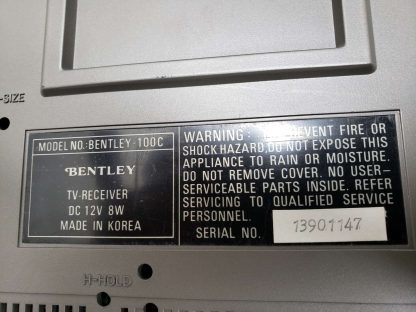 -SIZE
MODEL NO.: BENTLEY-100C
BENTLEY
TV-RECEIVER
DC 12V 8W
MADE IN KOREA
WARNING: TO PREVENT FIRE OR
SHOCK HAZARD, DO NOT EXPOSE THIS
APPLIANCE TO RAIN OR MOISTURE.
DO NOT REMOVE COVER. NO USER-
SERVICEABLE PARTS INSIDE. REFER
SERVICING TO QUALIFIED SERVICE
PERSONNEL.
SERIAL NO. 13901147
H-HOLD